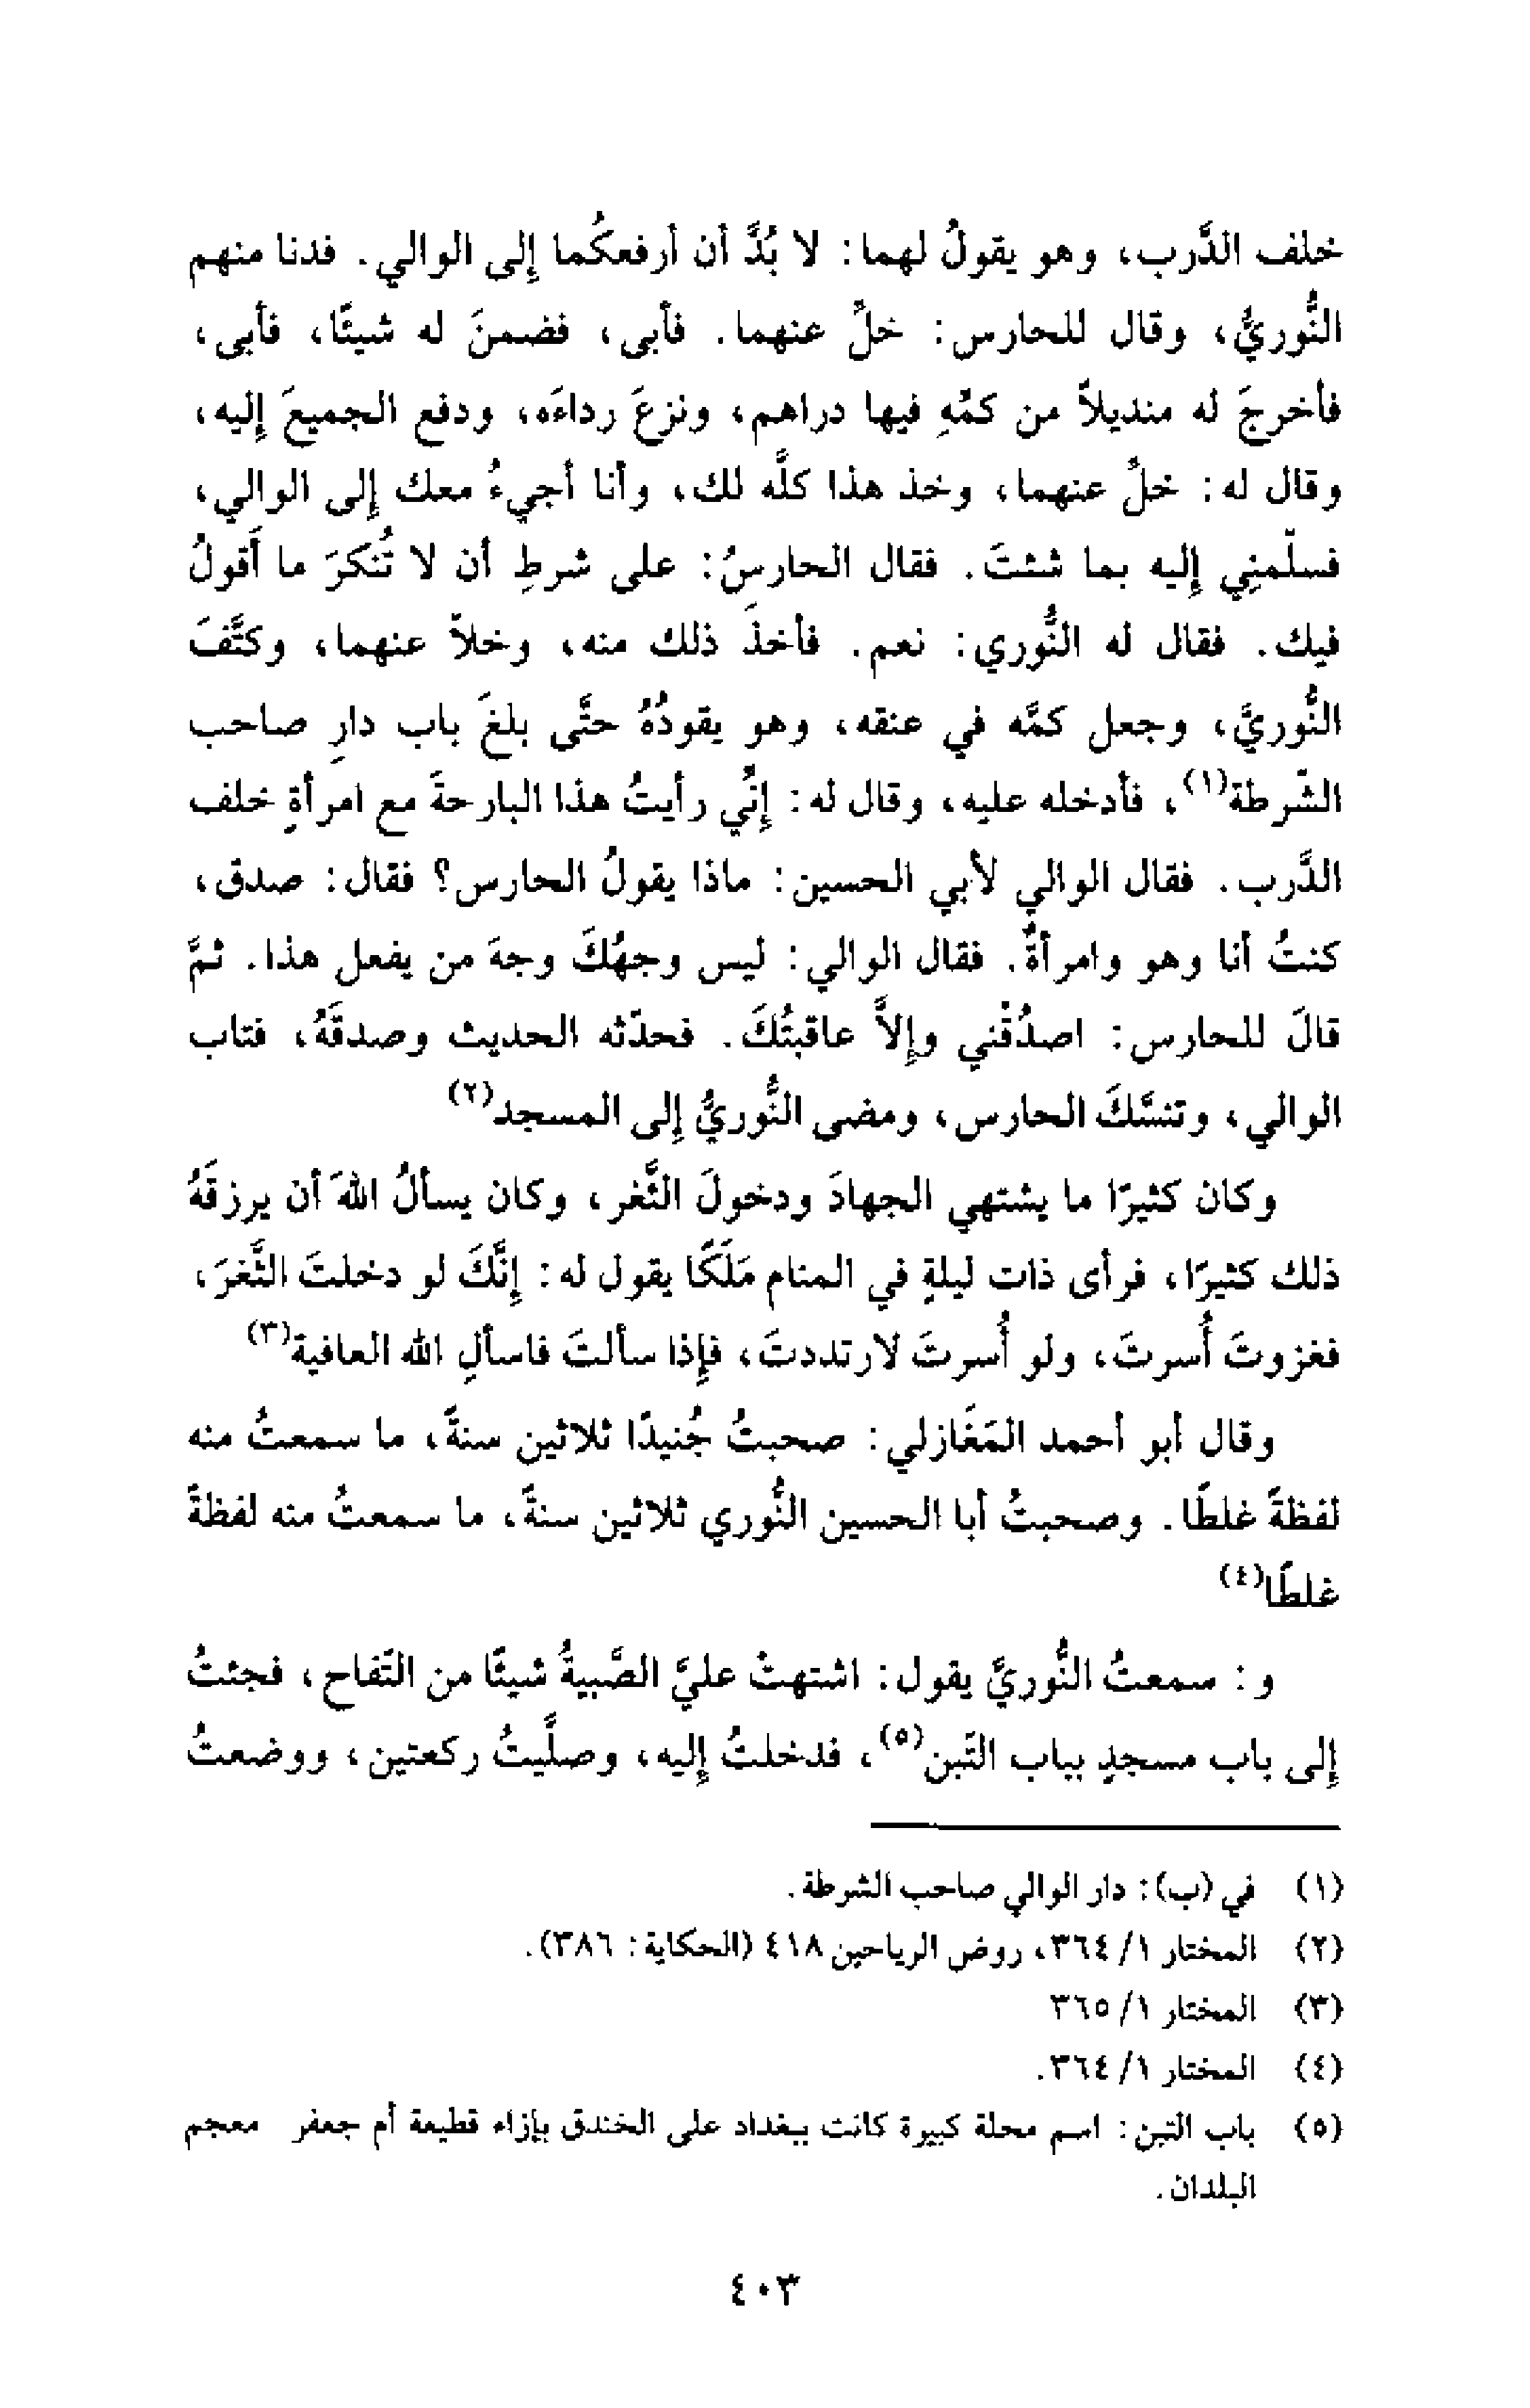 خلف الدَّرب، وهو يقولُ لهما: لا بُدَّ أن أرفعكُما إلى الوالي. فدنا منهم
النُّوريُّ، وقال للحارس: خلِّ عنهما. فأبى، فضمنَ له شيئًا، فأبى،
فأخرجَ له منديلاً من كمِّهِ فيها دراهم، ونزعَ رداءَه، ودفع الجميعَ إليه،
وقال له: خلِّ عنهما، وخذ هذا كلَّه لك، وأنا أجيءُ معك إلى الوالي،
فسلِّمنِي إليه بما شئتَ. فقال الحارسُ: على شرطِ أن لا تُنكرَ ما أَقولُ
فيك. فقال له النُّوري: نعم. فأخذَ ذلك منه، وخلاَّ عنهما، وكتَّفَ
النُّوريَّ، وجعل كمَّه في عنقه، وهو يقودُهُ حتَّى بلغَ باب دارِ صاحب
الشّرطة(١)، فأدخله عليه، وقال له: إنِّي رأيتُ هذا البارحةَ مع امرأةٍ خلف
الدَّرب. فقال الوالي لأبي الحسين: ماذا يقولُ الحارس؟ فقال: صدق،
كنتُ أنا وهو وامرأةٌ. فقال الوالي: ليس وجهُكَ وجهَ من يفعل هذا. ثمَّ
قالَ للحارس: اصدُقْني وإلاَّ عاقبتُكَ. فحدّثه الحديث وصدقَهُ، فتاب
الوالي، وتنسَّكَ الحارس، ومضى النُّوريُّ إلى المسجد(٢)
وكان كثيرًا ما يشتهي الجهادَ ودخولَ الثَّغر، وكان يسألُ اللهَ أن يرزقَهُ
ذلك كثيرًا، فرأى ذات ليلةٍ في المنام مَلَكًا يقول له: إنَّكَ لو دخلتَ الثَّغرَ،
فغزوتَ أُسرتَ، ولو أُسرتَ لارتددتَ، فإذا سألتَ فاسألِ الله العافية(٣)
وقال أبو أحمد المَغَازلي: صحبتُ جُنيدًا ثلاثين سنةً، ما سمعتُ منه
لفظةً غلطًا. وصحبتُ أبا الحسين النُّوري ثلاثين سنةً، ما سمعتُ منه لفظةً
غلطًا(٤)
و: سمعتُ النُّوريَّ يقول: اشتهتْ عليَّ الصَّبيةُ شيئًا من التّفاح، فجئتُ
إلى باب مسجدٍ بباب التّبن(٥)، فدخلتُ إليه، وصلَّيتُ ركعتين، ووضعتُ
(١) في (ب): دار الوالي صاحب الشرطة.
(٢) المختار ١/ ٣٦٤، روض الرياحين ٤١٨ (الحكاية: ٣٨٦).
(٣) المختار ١/ ٣٦٥
(٤) المختار ١/ ٣٦٤.
(٥) باب التبن: اسم محلة كبيرة كانت ببغداد على الخندق بإزاء قطيعة أم جعفر معجم
البلدان.
٤٠٣